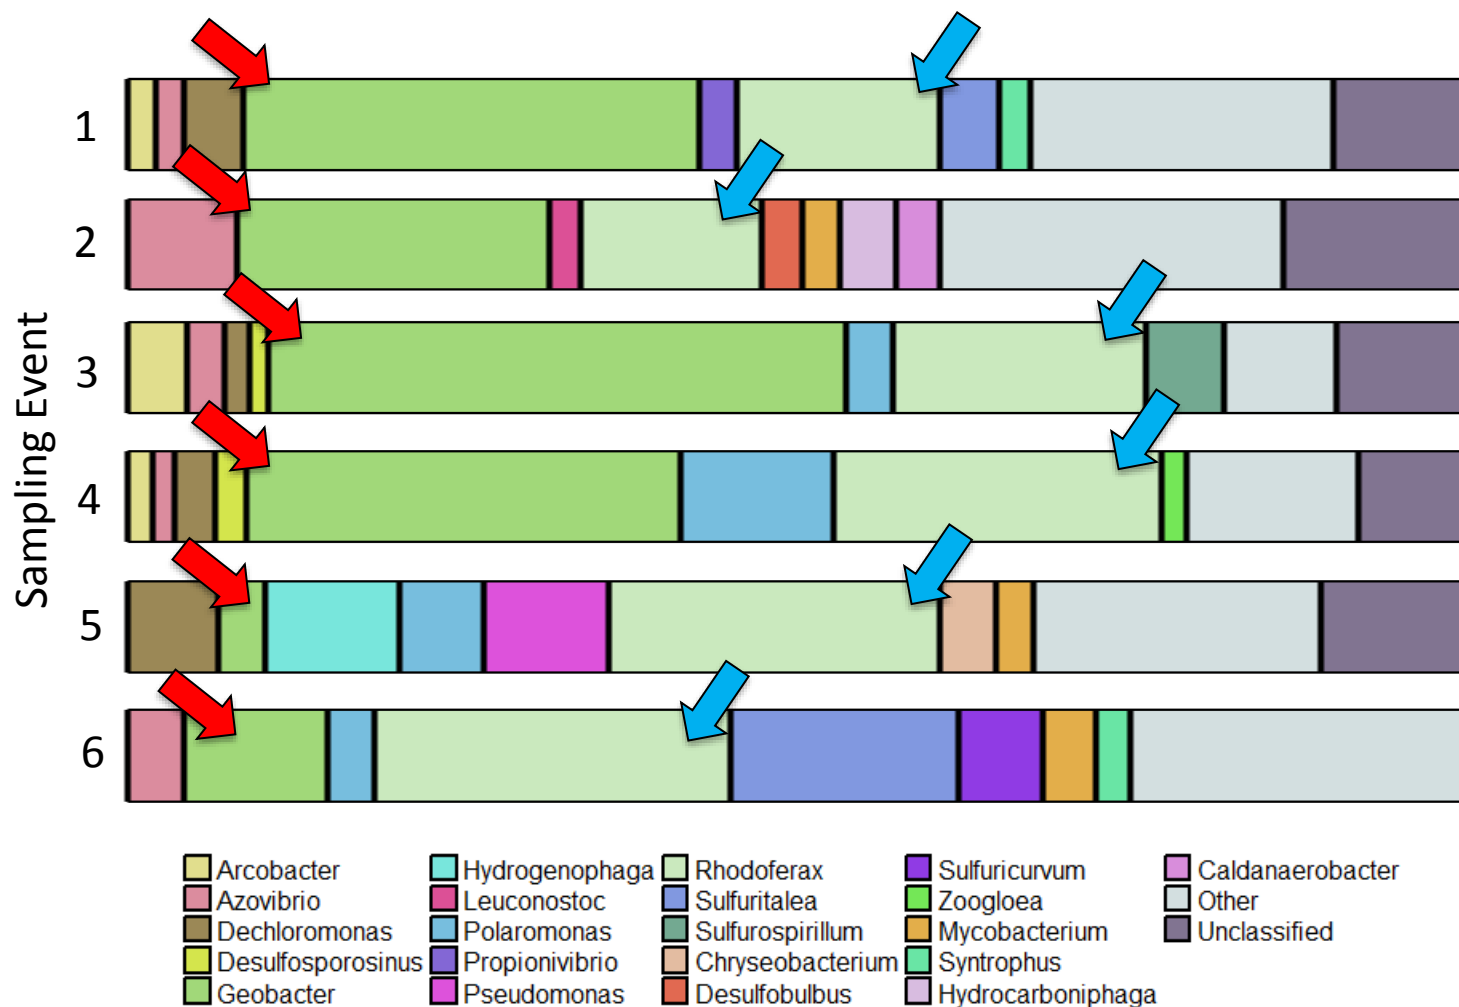 Sampling Event
1
2
3
4
5
6
Arcobacter
Azovibrio
Dechloromonas
Desulfosporosinus
Geobacter
Hydrogenophaga
Leuconostoc
Polaromonas
Propionivibrio
Pseudomonas
Rhodoferax
Sulfuritalea
Sulfurospirillum
Chryseobacterium
Desulfobulbus
Sulfuricurvum
Zoogloea
Mycobacterium
Syntrophus
Hydrocarboniphaga
Caldanaerobacter
Other
Unclassified